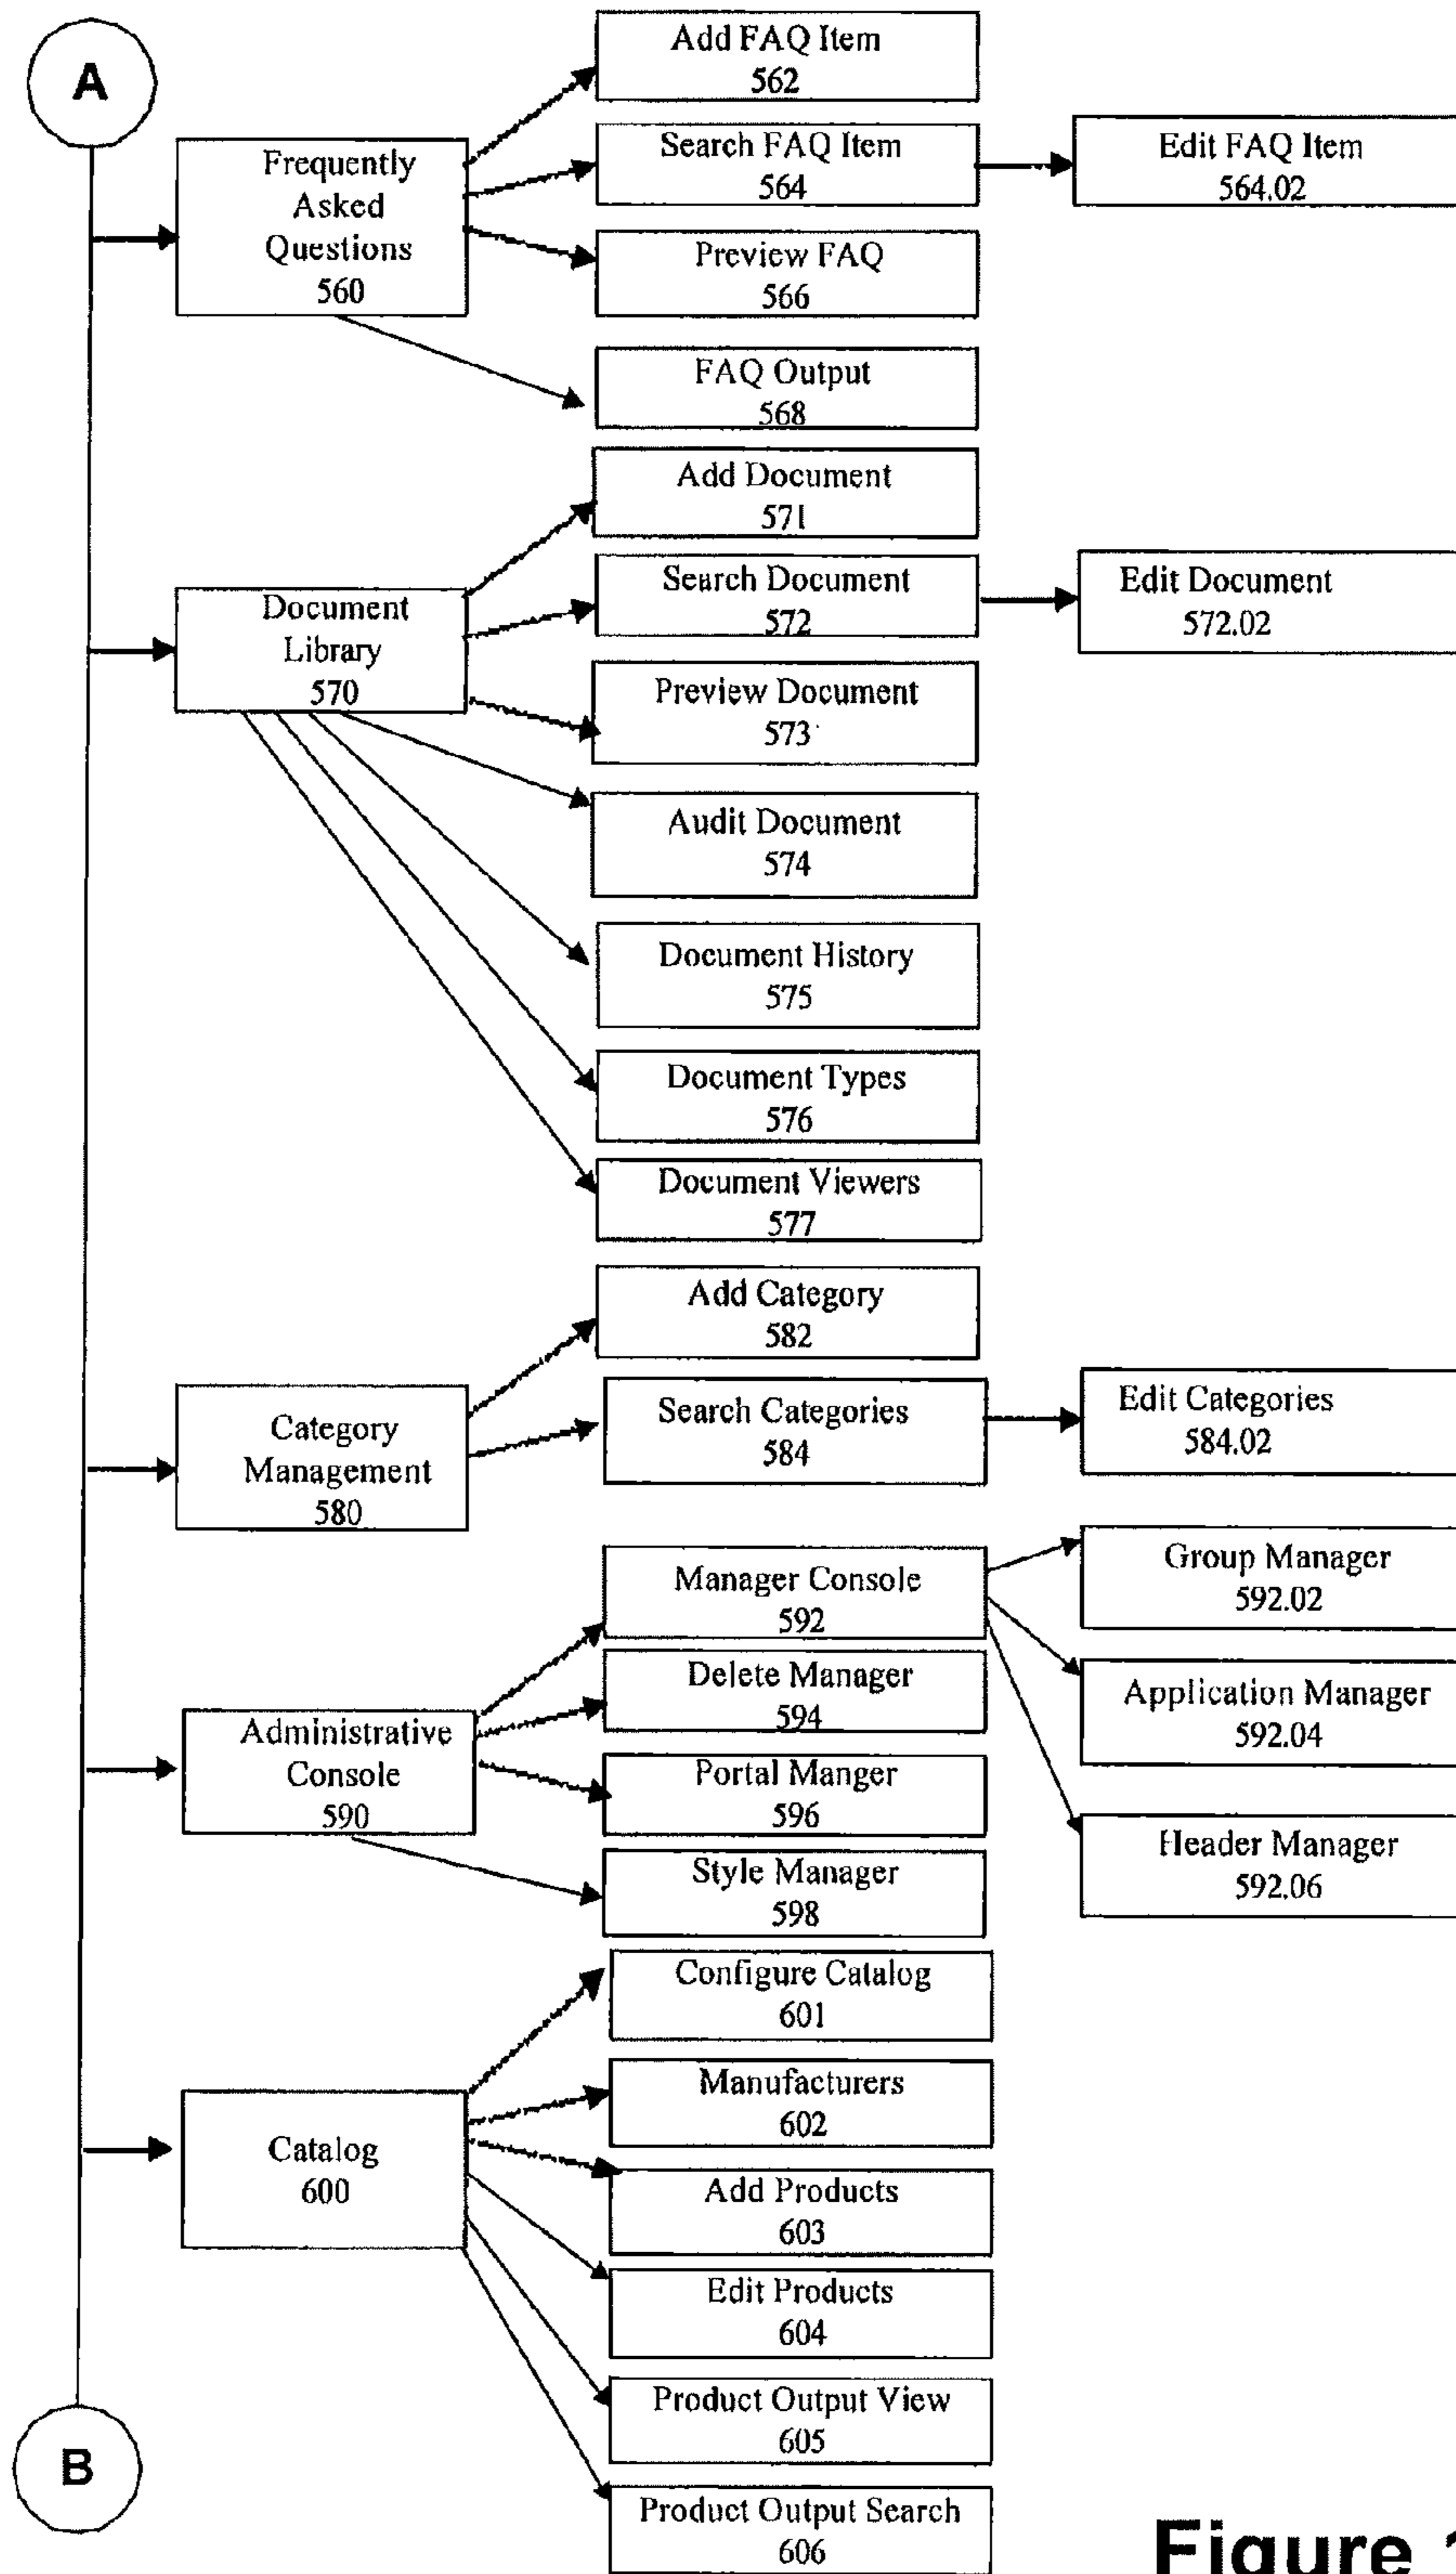 A
Add FAQ Item
562
Frequently
Asked
Questions
560
Search FAQ Item
564
Edit FAQ Item
564.02
Preview FAQ
566
FAQ Output
568
Add Document
571
Document
Library
570
Search Document
572
Edit Document
572.02
Preview Document
573
Audit Document
574
Document History
575
Document Types
576
Document Viewers
577
Add Category
582
Category
Management
580
Search Categories
584
Edit Categories
584.02
Manager Console
592
Group Manager
592.02
Administrative
Console
590
Delete Manager
594
Application Manager
592.04
Portal Manger
596
Header Manager
592.06
Style Manager
598
Configure Catalog
601
Catalog
600
Manufacturers
602
Add Products
603
Edit Products
604
Product Output View
605
B
Product Output Search
606
Figure